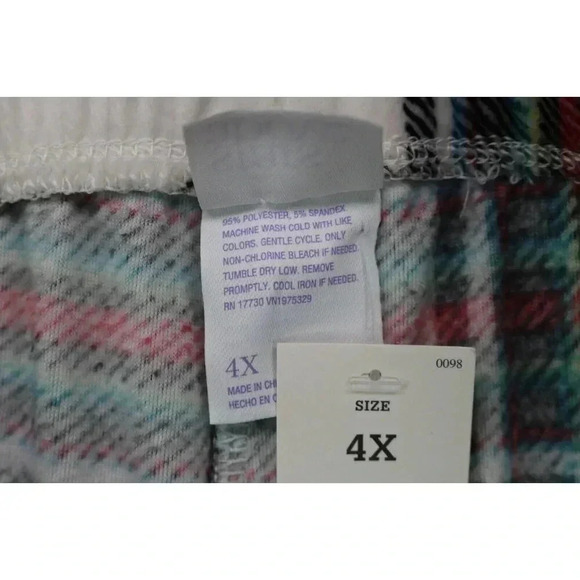 95% POLYESTER, 5% SPANDEX
MACHINE WASH COLD WITH LIKE
COLORS. GENTLE CYCLE. ONLY
NON-CHLORINE BLEACH IF NEEDED.
TUMBLE DRY LOW. REMOVE
PROMPTLY. COOL IRON IF NEEDED.
RN 17730 VN1975329
4X
MADE IN
HECHO EN
0098
SIZE
4X